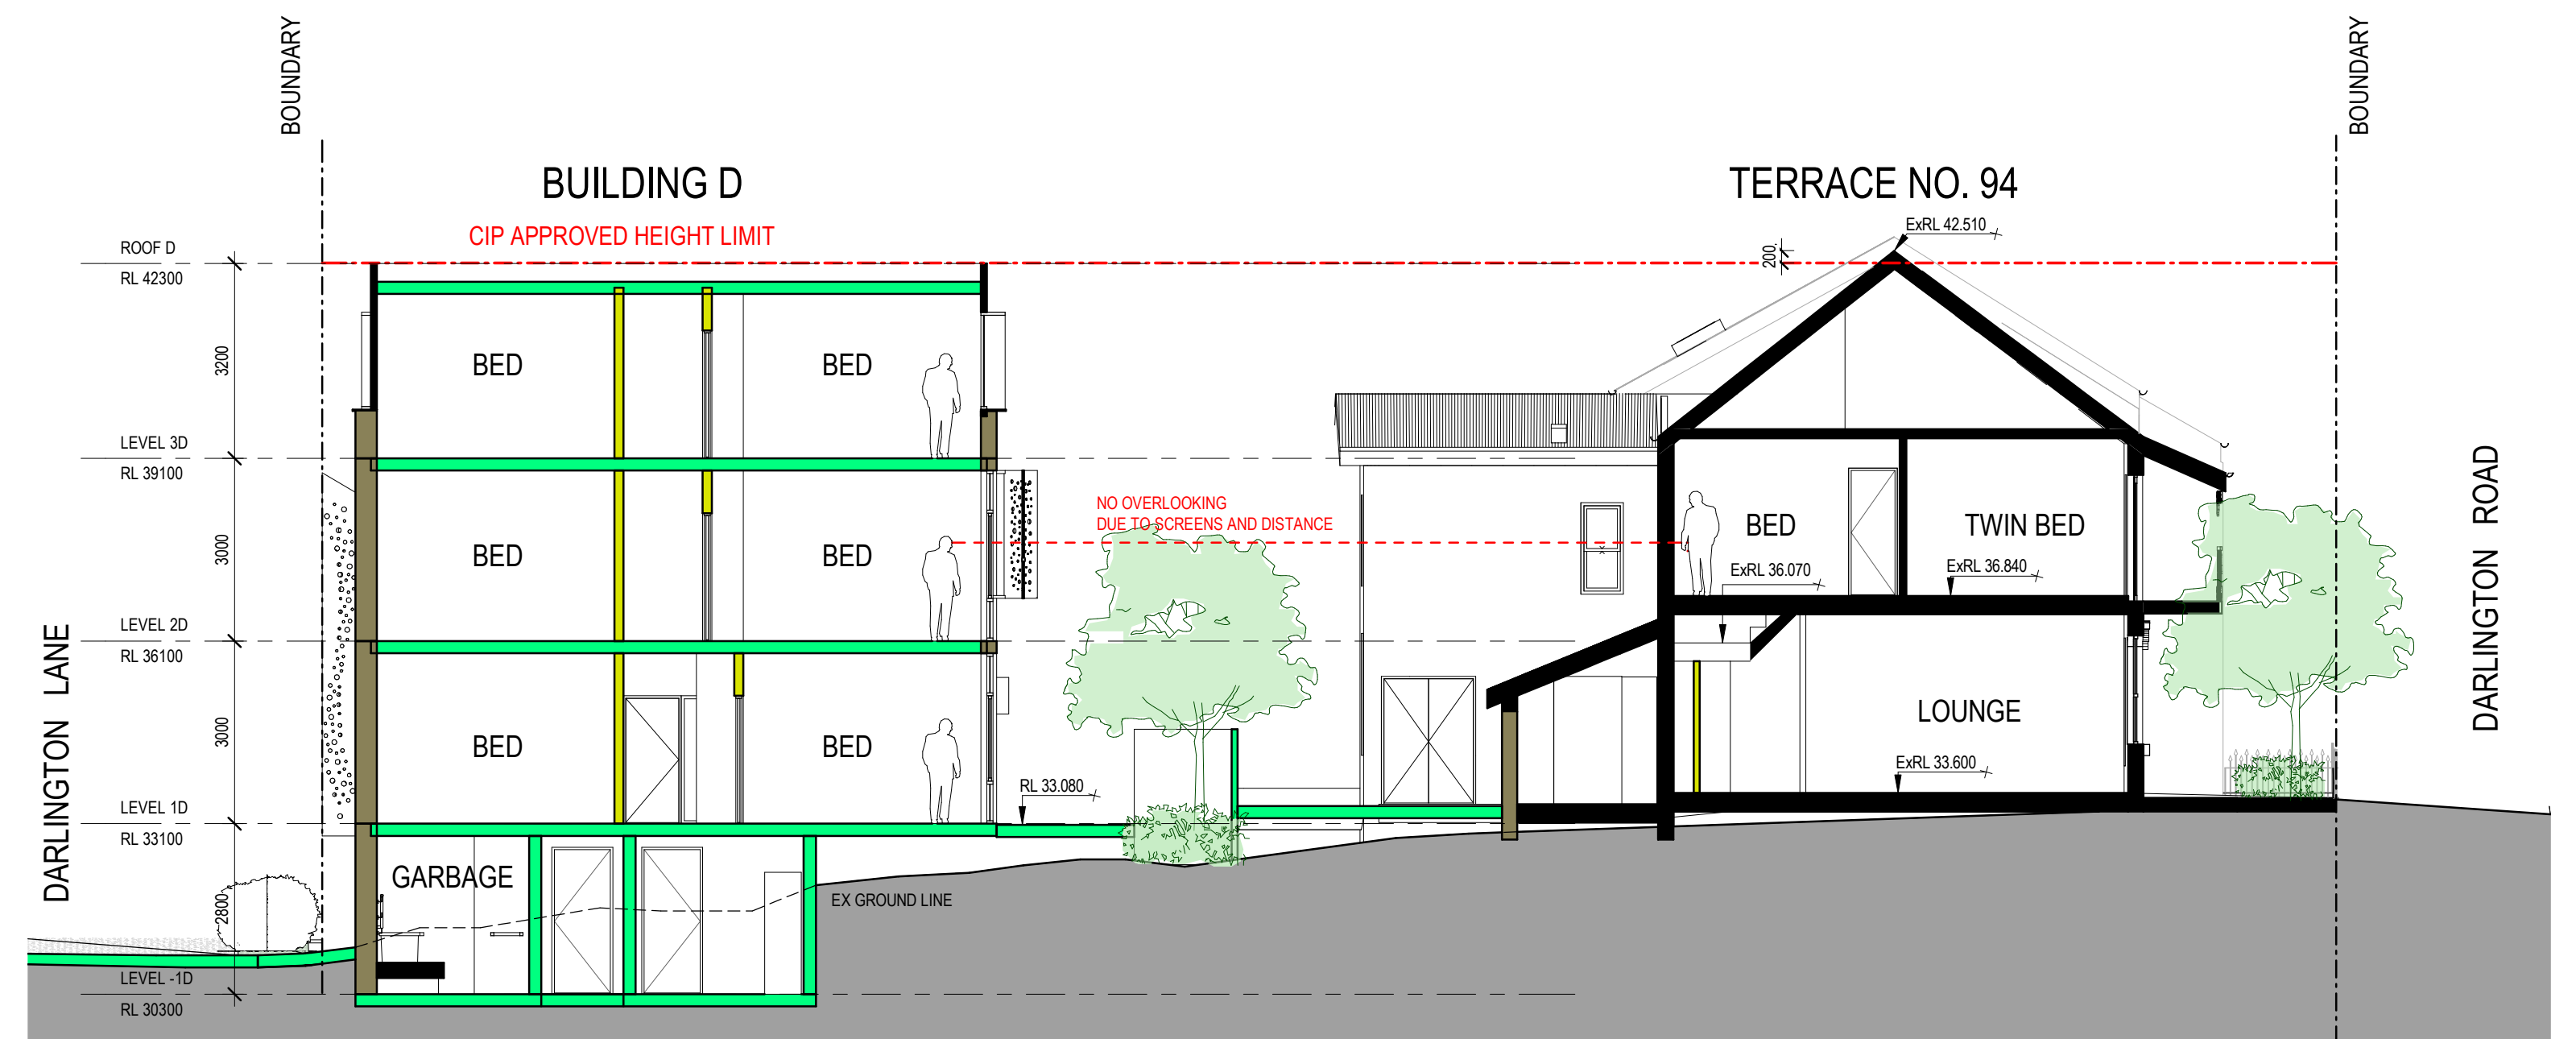 BOUNDARY
BOUNDARY
BUILDING D
TERRACE NO. 94
CIP APPROVED HEIGHT LIMIT
ExRL 42.510
200.
ROOF D
RL 42300
3200
BED
BED
LEVEL 3D
RL 39100
NO OVERLOOKING
DUE TO SCREENS AND DISTANCE
3000
BED
BED
BED
TWIN BED
ExRL 36.070
ExRL 36.840
LEVEL 2D
RL 36100
DARLINGTON LANE
DARLINGTON ROAD
3000
BED
BED
LOUNGE
ExRL 33.600
RL 33.080
LEVEL 1D
RL 33100
GARBAGE
2800
EX GROUND LINE
LEVEL -1D
RL 30300